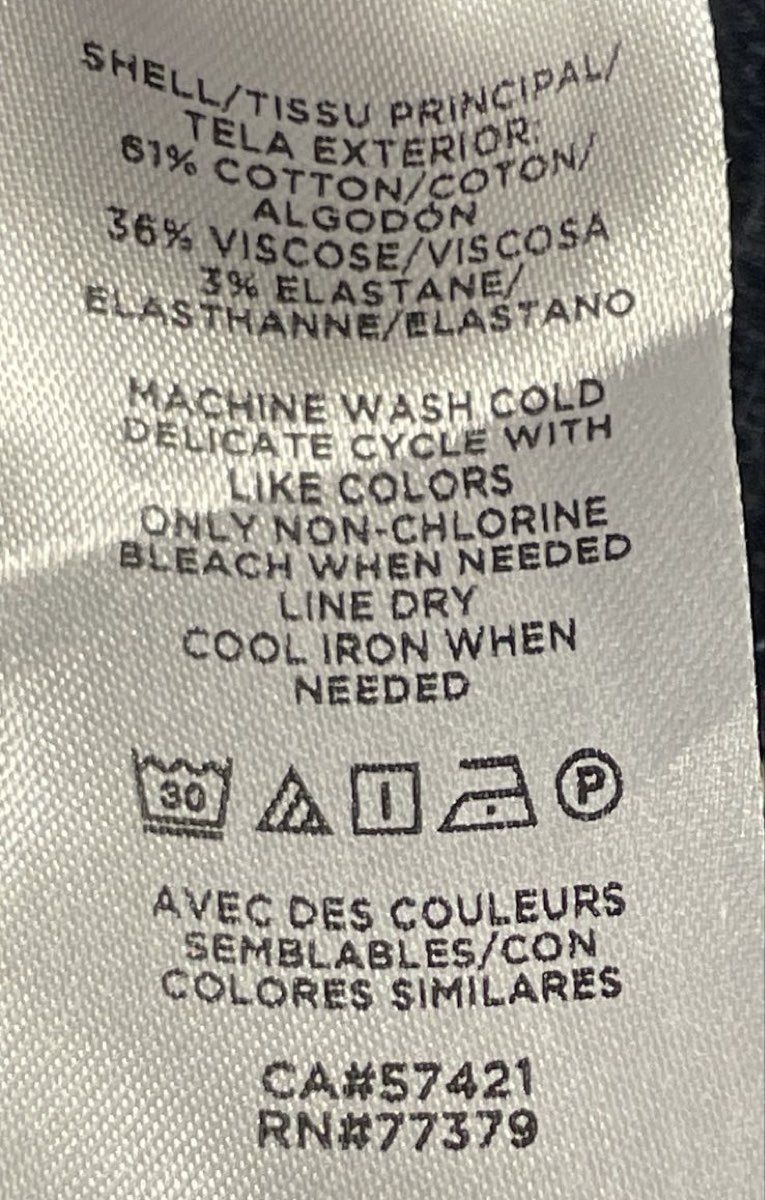 SHELL/TISSU PRINCIPAL/
TELA EXTERIOR:
61% COTTON/COTON/
ALGODÓN
36% VISCOSE/VISCOSA
3% ELASTANE/
ELASTHANNE/ELASTANO
MACHINE WASH COLD
DELICATE CYCLE WITH
LIKE COLORS
ONLY NON-CHLORINE
BLEACH WHEN NEEDED
LINE DRY
COOL IRON WHEN
NEEDED
30 P
AVEC DES COULEURS
SEMBLABLES/CON
COLORES SIMILARES
CA#57421
RN#77379